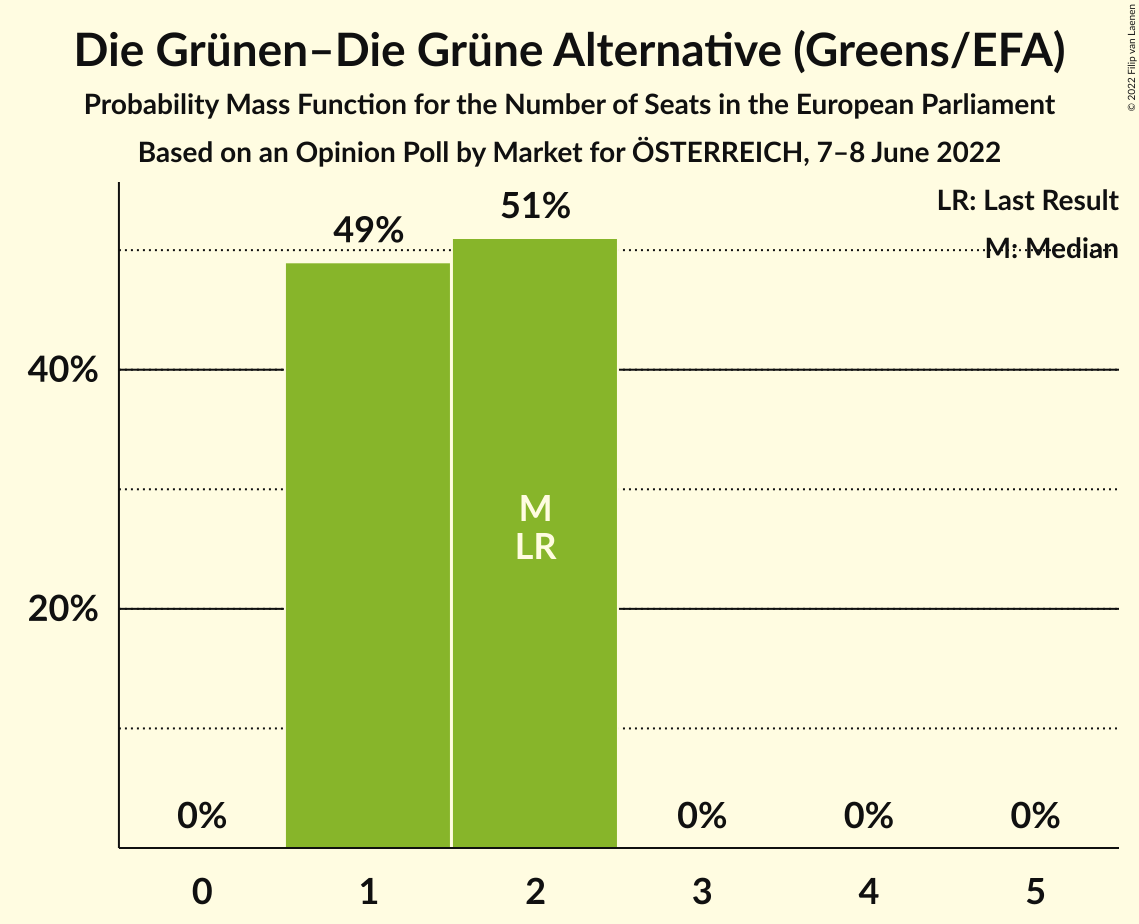 Die Grünen–Die Grüne Alternative (Greens/EFA)
Probability Mass Function for the Number of Seats in the European Parliament
Based on an Opinion Poll by Market for ÖSTERREICH, 7–8 June 2022
© 2022 Filip van Laenen
LR: Last Result
M: Median
49%
51%
40%
20%
M
LR
0%
0%
0%
0%
0
1
2
3
4
5